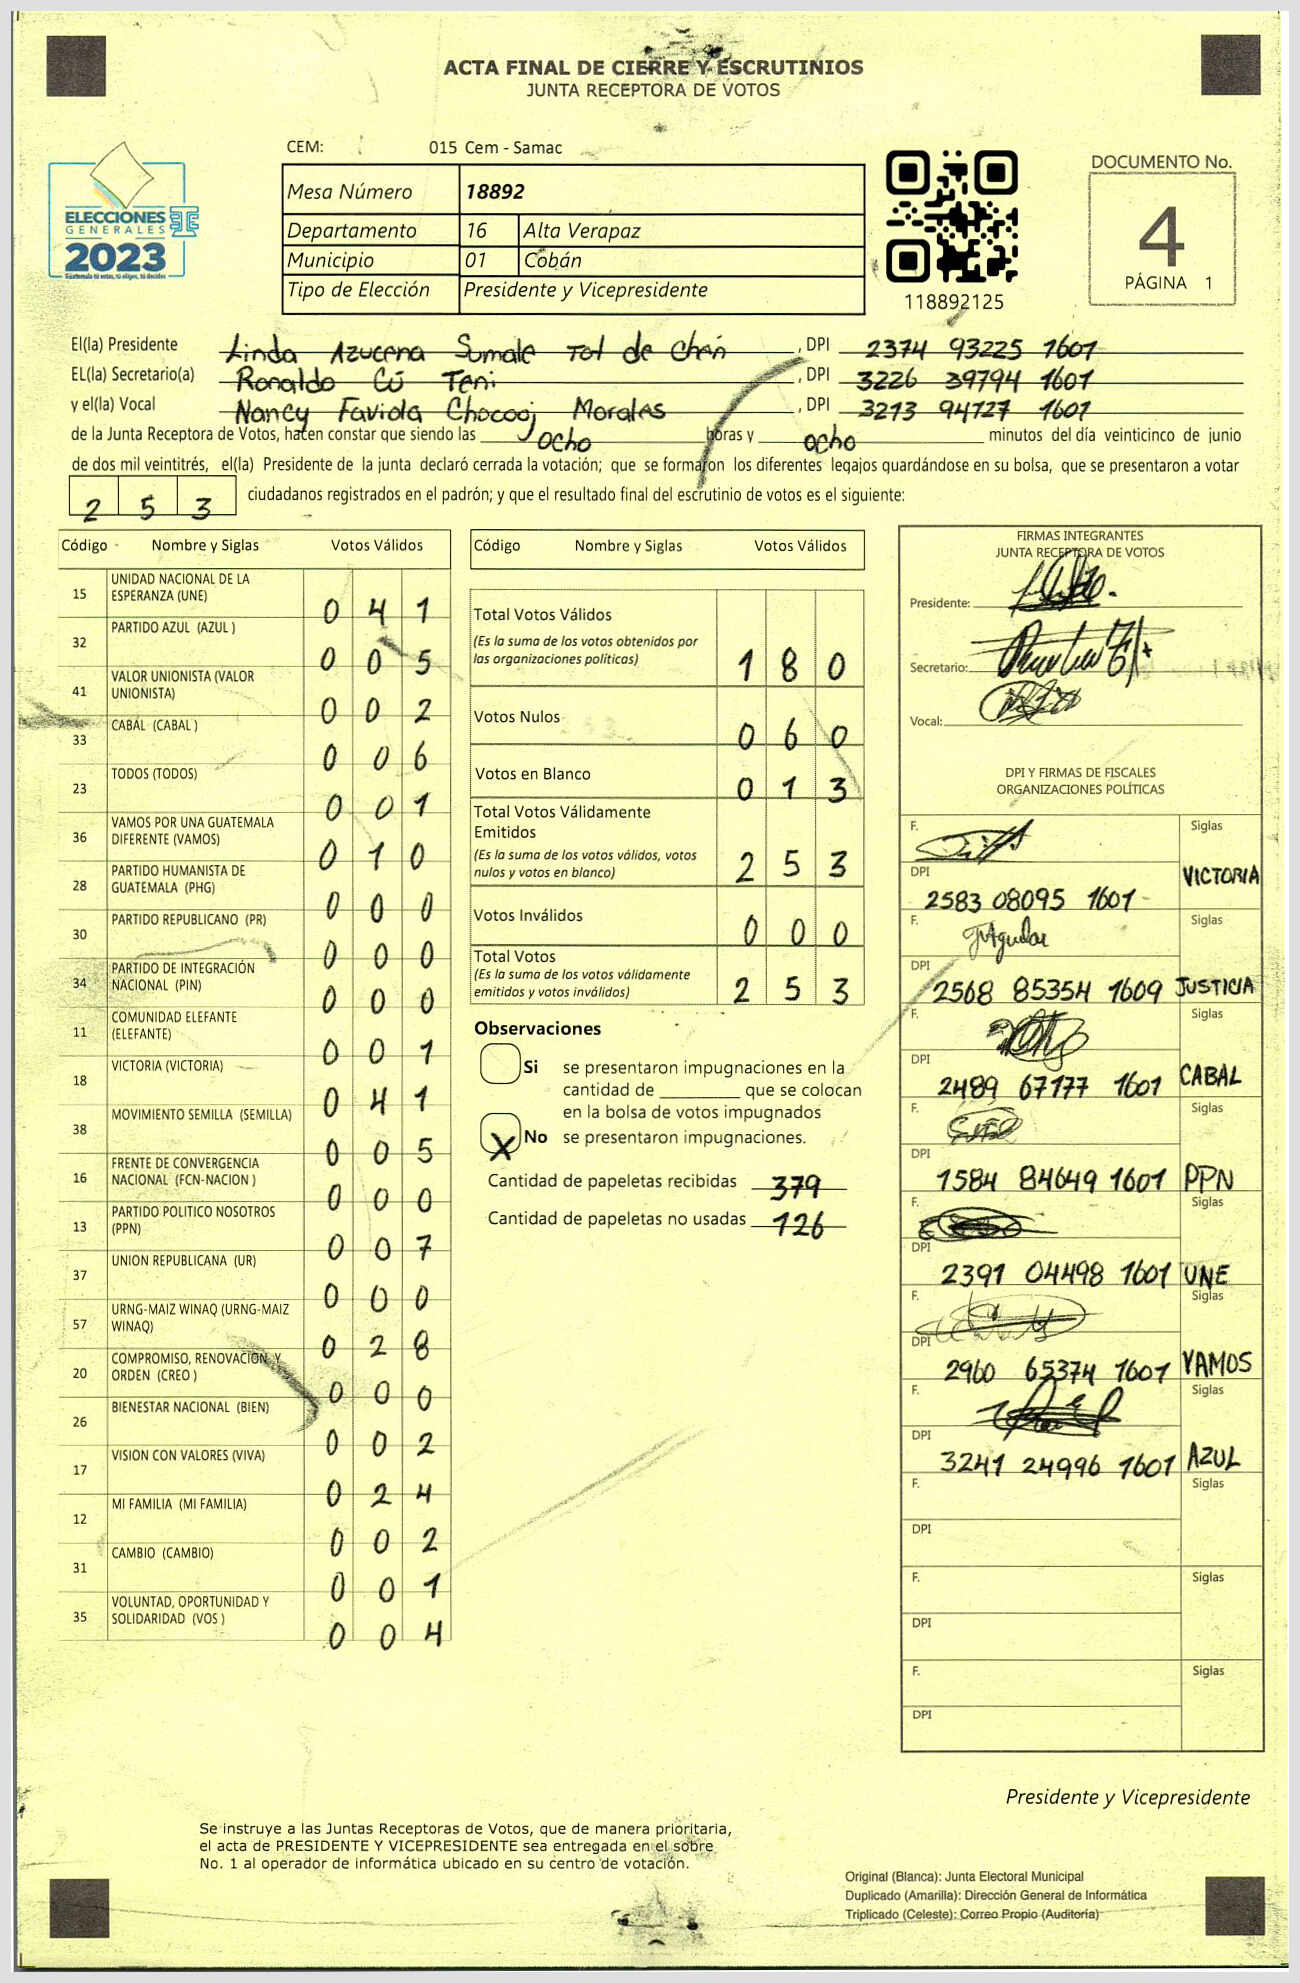 ACTA FINAL DE CIERRE Y ESCRUTINIOS
JUNTA RECEPTORA DE VOTOS
CEM: 015 Cem - Samac
ELECCIONES
GENERALES
2023
Guatemala tú votas, tú eliges, tú decides
Mesa Número 18892
Departamento 16 Alta Verapaz
Municipio 01 Cobán
Tipo de Elección Presidente y Vicepresidente
118892125
DOCUMENTO No.
4
PÁGINA 1
El(la) Presidente Linda Azucena Sumale Tot de Chén, DPI 2374 93225 1601
EL(la) Secretario(a) Ronaldo Cú Teni, DPI 3226 39794 1601
y el(la) Vocal Nancy Faviola Chocooj Morales, DPI 3213 94727 1601
de la Junta Receptora de Votos, hacen constar que siendo las ocho horas y ocho minutos del día veinticinco de junio
de dos mil veintitrés, el(la) Presidente de la junta declaró cerrada la votación; que se formaron los diferentes legajos guardándose en su bolsa, que se presentaron a votar
2 5 3 ciudadanos registrados en el padrón; y que el resultado final del escrutinio de votos es el siguiente:
Código Nombre y Siglas Votos Válidos
15 UNIDAD NACIONAL DE LA
ESPERANZA (UNE) 0 4 1
32 PARTIDO AZUL (AZUL ) 0 0 5
41 VALOR UNIONISTA (VALOR
UNIONISTA) 0 0 2
33 CABAL (CABAL ) 0 0 6
23 TODOS (TODOS) 0 0 1
36 VAMOS POR UNA GUATEMALA
DIFERENTE (VAMOS) 0 1 0
28 PARTIDO HUMANISTA DE
GUATEMALA (PHG) 0 0 0
30 PARTIDO REPUBLICANO (PR) 0 0 0
34 PARTIDO DE INTEGRACIÓN
NACIONAL (PIN) 0 0 0
11 COMUNIDAD ELEFANTE
(ELEFANTE) 0 0 1
18 VICTORIA (VICTORIA) 0 4 1
38 MOVIMIENTO SEMILLA (SEMILLA) 0 0 5
16 FRENTE DE CONVERGENCIA
NACIONAL (FCN-NACION ) 0 0 0
13 PARTIDO POLITICO NOSOTROS
(PPN) 0 0 7
37 UNION REPUBLICANA (UR) 0 0 0
57 URNG-MAIZ WINAQ (URNG-MAIZ
WINAQ) 0 2 8
20 COMPROMISO, RENOVACION Y
ORDEN (CREO ) 0 0 0
26 BIENESTAR NACIONAL (BIEN) 0 0 2
17 VISION CON VALORES (VIVA) 0 2 4
12 MI FAMILIA (MI FAMILIA) 0 0 2
31 CAMBIO (CAMBIO) 0 0 1
35 VOLUNTAD, OPORTUNIDAD Y
SOLIDARIDAD (VOS ) 0 0 4
Código Nombre y Siglas Votos Válidos
Total Votos Válidos
(Es la suma de los votos obtenidos por
las organizaciones políticas) 1 8 0
Votos Nulos 0 6 0
Votos en Blanco 0 1 3
Total Votos Válidamente
Emitidos
(Es la suma de los votos válidos, votos
nulos y votos en blanco) 2 5 3
Votos Inválidos 0 0 0
Total Votos
(Es la suma de los votos válidamente
emitidos y votos inválidos) 2 5 3
Observaciones
Si se presentaron impugnaciones en la
cantidad de ________ que se colocan
en la bolsa de votos impugnados
X No se presentaron impugnaciones.
Cantidad de papeletas recibidas 379
Cantidad de papeletas no usadas 126
FIRMAS INTEGRANTES
JUNTA RECEPTORA DE VOTOS
Presidente:
Secretario:
Vocal:
DPI Y FIRMAS DE FISCALES
ORGANIZACIONES POLÍTICAS
F. Siglas
DPI 2583 08095 1601 VICTORIA
F. JAguilar Siglas
DPI 2568 85354 1609 JUSTICIA
F. Siglas
DPI 2489 67177 1601 CABAL
F. Siglas
DPI 1584 84649 1601 PPN
F. Siglas
DPI 2391 04498 1601 UNE
F. Siglas
DPI 2960 65374 1601 VAMOS
F. Siglas
DPI 3241 24996 1601 AZUL
F. Siglas
DPI
F. Siglas
DPI
F. Siglas
DPI
Presidente y Vicepresidente
Se instruye a las Juntas Receptoras de Votos, que de manera prioritaria,
el acta de PRESIDENTE Y VICEPRESIDENTE sea entregada en el sobre
No. 1 al operador de informática ubicado en su centro de votación.
Original (Blanca): Junta Electoral Municipal
Duplicado (Amarilla): Dirección General de Informática
Triplicado (Celeste): Correo Propio (Auditoría)